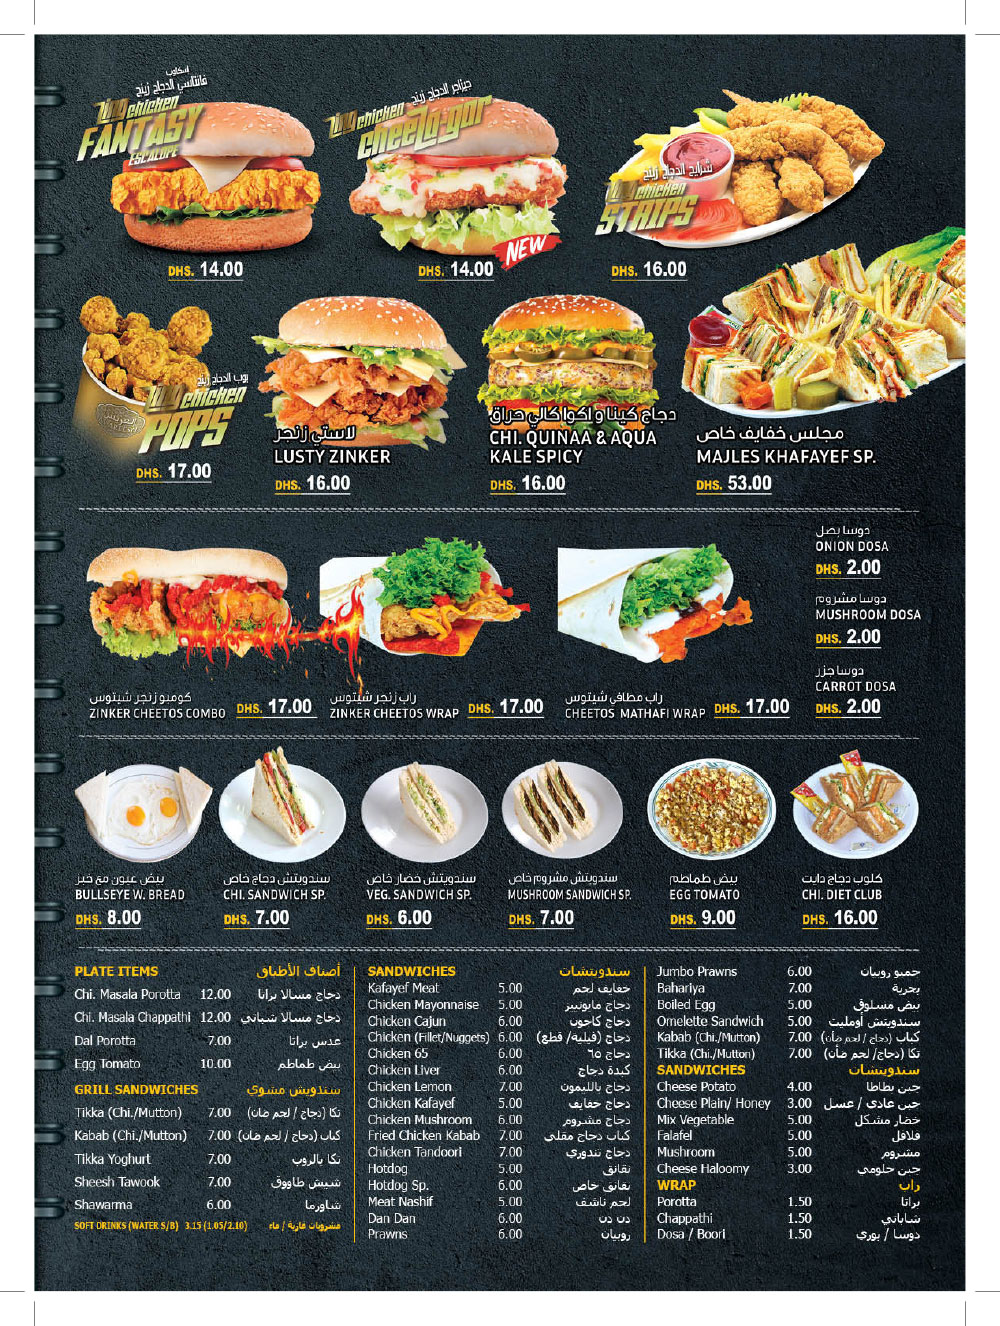 اسكالوب
فانتاسي الدجاج زينج
Zing chicken
FANTASY
ESCALOPE
DHS. 14.00
چيزاجر الدجاج زينج
Zing chicken
cheeZa-gar
NEW
DHS. 14.00
شرايح الدجاج زينج
Zing chicken
STRIPS
DHS. 16.00
بوب الدجاج زينج
Zing chicken
POPS
DHS. 17.00
لاستي زنجر
LUSTY ZINKER
DHS. 16.00
دجاج كينا و اكوا كالي حراق
CHI. QUINAA & AQUA
KALE SPICY
DHS. 16.00
مجلس خفايف خاص
MAJLES KHAFAYEF SP.
DHS. 53.00
دوسا بصل
ONION DOSA
DHS. 2.00
دوسا مشروم
MUSHROOM DOSA
DHS. 2.00
دوسا جزر
CARROT DOSA
DHS. 2.00
كومبو زنجر شيتوس
ZINKER CHEETOS COMBO DHS. 17.00
راب زنجر شيتوس
ZINKER CHEETOS WRAP DHS. 17.00
راب مطافي شيتوس
CHEETOS MATHAFI WRAP DHS. 17.00
بيض عيون مع خبز
BULLSEYE W. BREAD
DHS. 8.00
سندويتش دجاج خاص
CHI. SANDWICH SP.
DHS. 7.00
سندويتش خضار خاص
VEG. SANDWICH SP.
DHS. 6.00
سندويتش مشروم خاص
MUSHROOM SANDWICH SP.
DHS. 7.00
بيض طماطم
EGG TOMATO
DHS. 9.00
كلوب دجاج دايت
CHI. DIET CLUB
DHS. 16.00
PLATE ITEMS أصناف الأطباق
Chi. Masala Porotta 12.00 دجاج مسالا براتا
Chi. Masala Chappathi 12.00 دجاج مسالا شباتي
Dal Porotta 7.00 عدس براتا
Egg Tomato 10.00 بيض طماطم
GRILL SANDWICHES سندويش مشوي
Tikka (Chi./Mutton) 7.00 تكا (دجاج / لحم ضان)
Kabab (Chi./Mutton) 7.00 كباب (دجاج / لحم ضان)
Tikka Yoghurt 7.00 تكا بالروب
Sheesh Tawook 7.00 شيش طاووق
Shawarma 6.00 شاورما
SOFT DRINKS (WATER S/B) 3.15 (1.05/2.10) مشروبات غازية / ماء
SANDWICHES سندويتشات
Kafayef Meat 5.00 خفايف لحم
Chicken Mayonnaise 5.00 دجاج مايونييز
Chicken Cajun 6.00 دجاج كاجون
Chicken (Fillet/Nuggets) 6.00 دجاج (فيليه/ قطع)
Chicken 65 6.00 دجاج ٦٥
Chicken Liver 6.00 كبدة دجاج
Chicken Lemon 7.00 دجاج بالليمون
Chicken Kafayef 5.00 دجاج خفايف
Chicken Mushroom 6.00 دجاج مشروم
Fried Chicken Kabab 7.00 كباب دجاج مقلي
Chicken Tandoori 7.00 دجاج تندوري
Hotdog 5.00 نقانق
Hotdog Sp. 6.00 نقانق خاص
Meat Nashif 5.00 لحم ناشف
Dan Dan 6.00 دن دن
Prawns 6.00 روبيان
Jumbo Prawns 6.00 جمبو روبيان
Bahariya 7.00 بحرية
Boiled Egg 5.00 بيض مسلوق
Omelette Sandwich 5.00 سندويتش أومليت
Kabab (Chi./Mutton) 7.00 كباب (دجاج / لحم ضأن)
Tikka (Chi./Mutton) 7.00 تكا (دجاج/ لحم ضأن)
SANDWICHES سندويتشات
Cheese Potato 4.00 جبن بطاطا
Cheese Plain/ Honey 3.00 جبن عادي / عسل
Mix Vegetable 5.00 خضار مشكل
Falafel 5.00 فلافل
Mushroom 5.00 مشروم
Cheese Haloomy 3.00 جبن حلومي
WRAP راب
Porotta 1.50 براتا
Chappathi 1.50 شاباتي
Dosa / Boori 1.50 دوسا / بوري